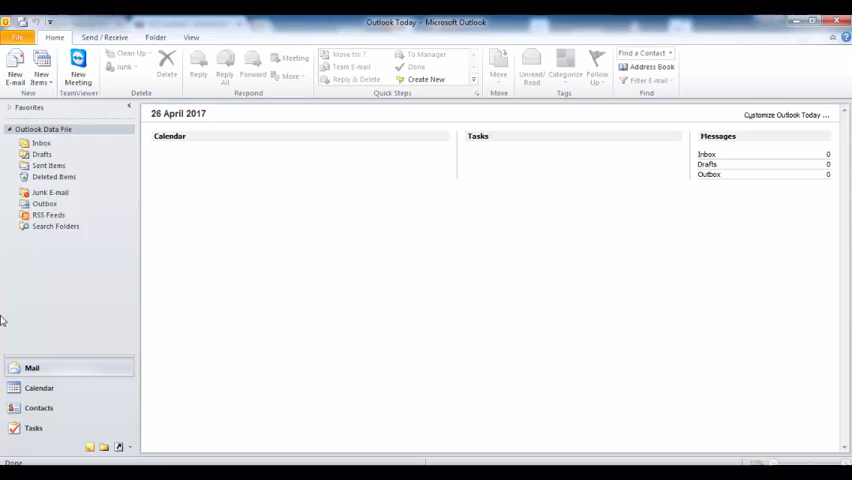 Outlook Today - Microsoft Outlook
File Home Send / Receive Folder View
New E-mail
New Items
New Meeting
Clean Up
Junk
Delete
Reply
Reply All
Forward
Meeting
More
Move to: ?
Team E-mail
Reply & Delete
To Manager
Done
Create New
Move
Unread/ Read
Categorize
Follow Up
Find a Contact
Address Book
Filter E-mail
New TeamViewer Delete Respond Quick Steps Move Tags Find
Favorites
Outlook Data File
Inbox
Drafts
Sent Items
Deleted Items
Junk E-mail
Outbox
RSS Feeds
Search Folders
Mail
Calendar
Contacts
Tasks
26 April 2017
Customize Outlook Today ...
Calendar Tasks Messages
Inbox 0
Drafts 0
Outbox 0
Done